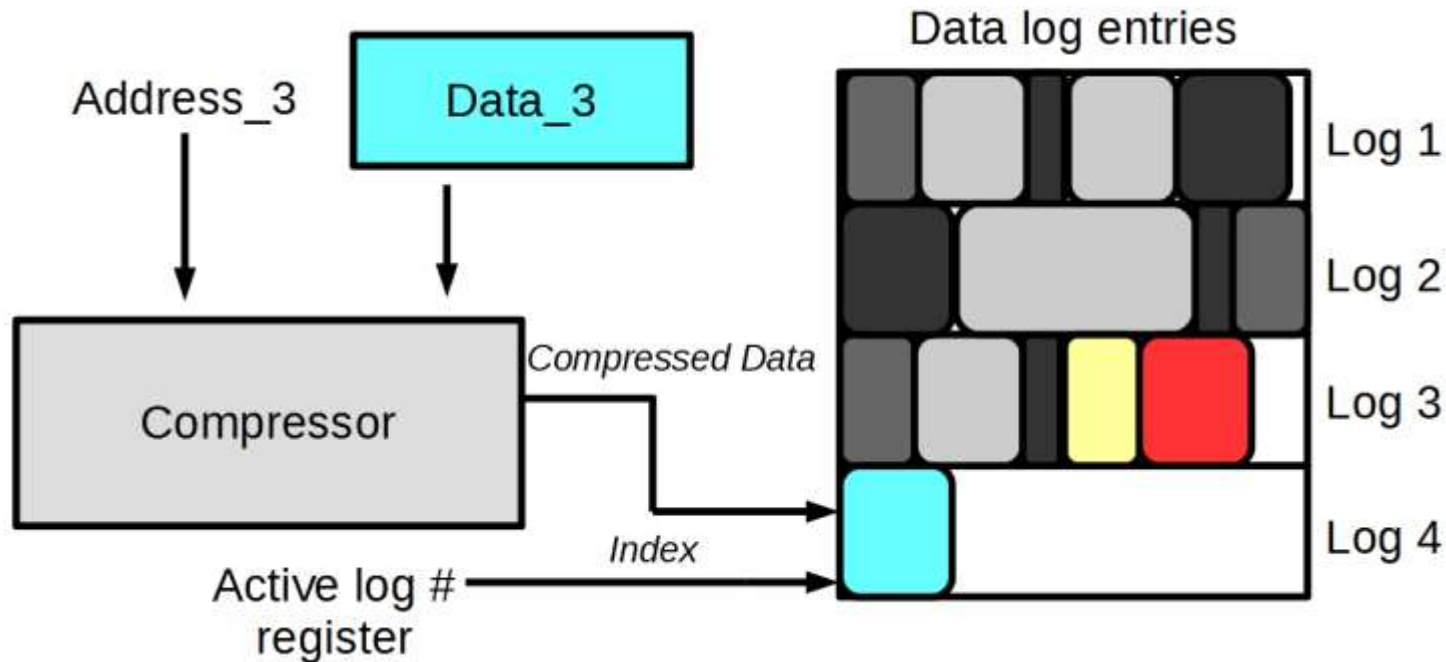 Data log entries
Address_3
Data_3
Log 1
Log 2
Compressed Data
Log 3
Compressor
Index
Log 4
Active log #
register